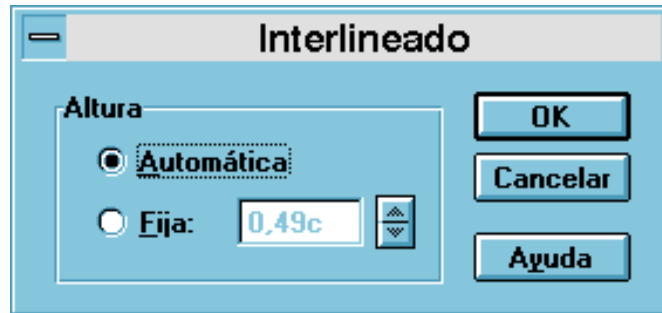 Interlineado
Altura
Automática
Fija: 0,49c
OK
Cancelar
Ayuda